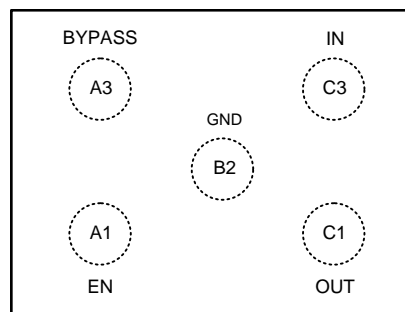 BYPASS IN
A3 C3
GND
B2
A1 C1
EN OUT